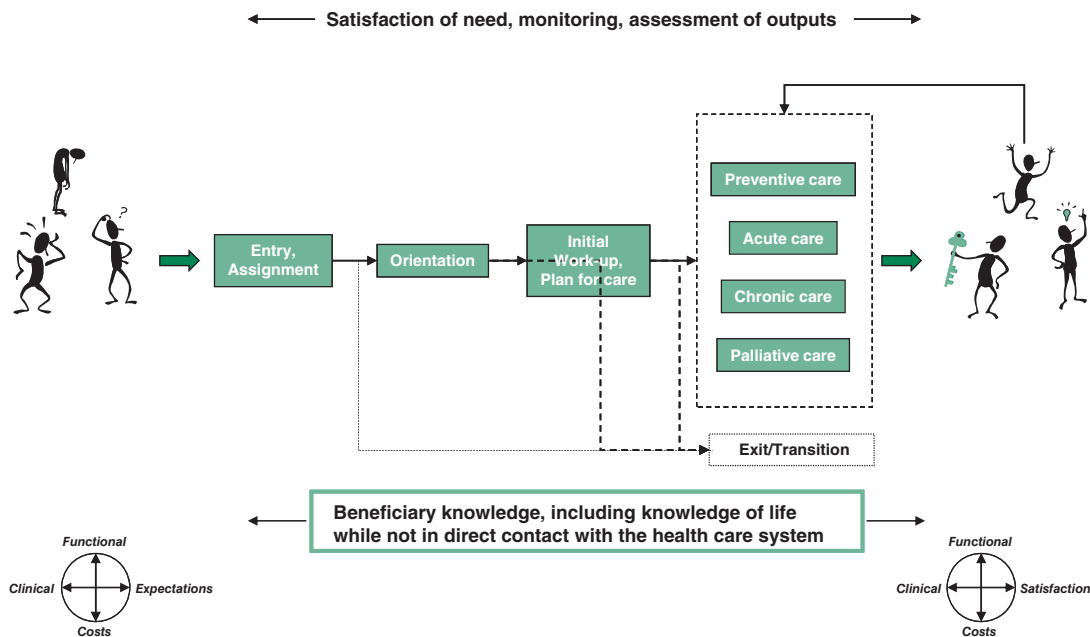 Satisfaction of need, monitoring, assessment of outputs
?
Preventive care
Acute care
Chronic care
Palliative care
Entry,
Assignment
Orientation
Initial
Work-up,
Plan for care
Exit/Transition
Beneficiary knowledge, including knowledge of life
while not in direct contact with the health care system
Functional
Clinical
Expectations
Costs
Functional
Clinical
Satisfaction
Costs